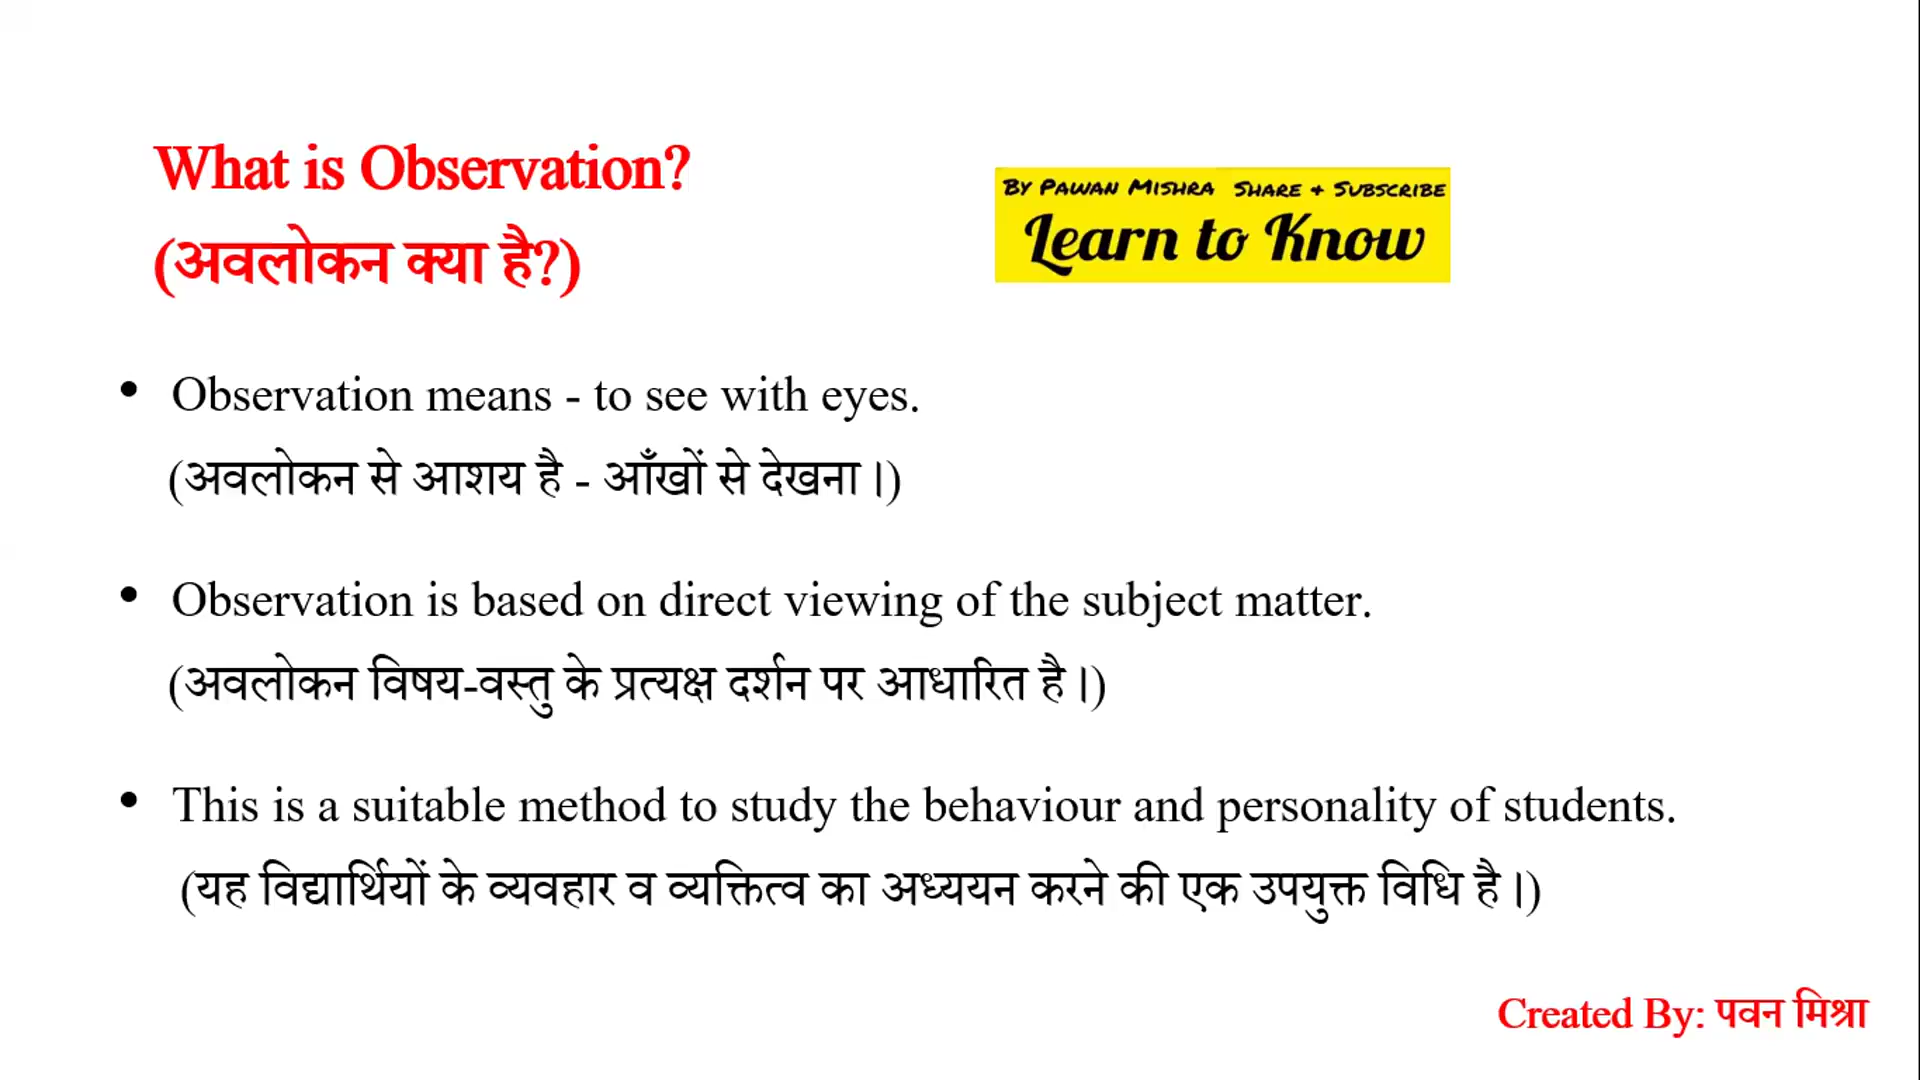 What is Observation?
(अवलोकन क्या है?)
By Pawan Mishra Share + Subscribe
Learn to Know
• Observation means - to see with eyes.
(अवलोकन से आशय है - आँखों से देखना।)
• Observation is based on direct viewing of the subject matter.
(अवलोकन विषय-वस्तु के प्रत्यक्ष दर्शन पर आधारित है।)
• This is a suitable method to study the behaviour and personality of students.
(यह विद्यार्थियों के व्यवहार व व्यक्तित्व का अध्ययन करने की एक उपयुक्त विधि है।)
Created By: पवन मिश्रा